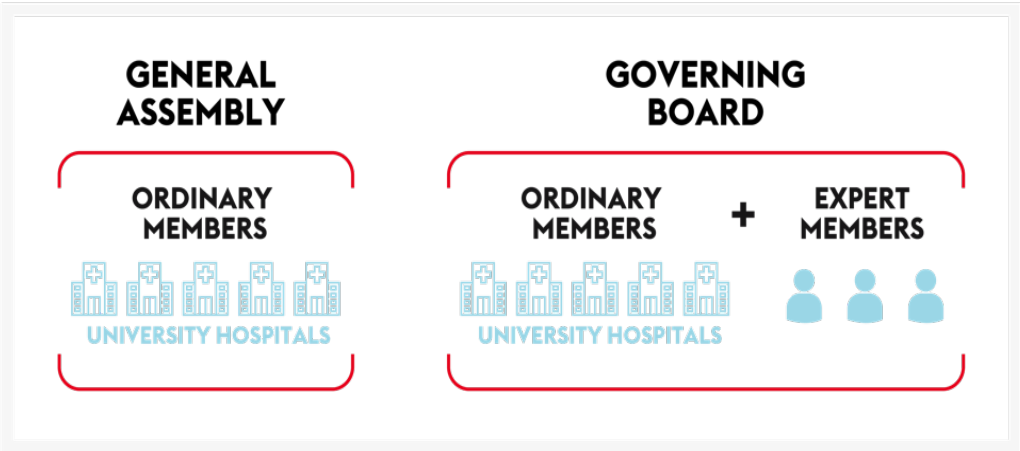 GENERAL
ASSEMBLY
ORDINARY
MEMBERS
UNIVERSITY HOSPITALS
GOVERNING
BOARD
ORDINARY
MEMBERS
UNIVERSITY HOSPITALS
+
EXPERT
MEMBERS